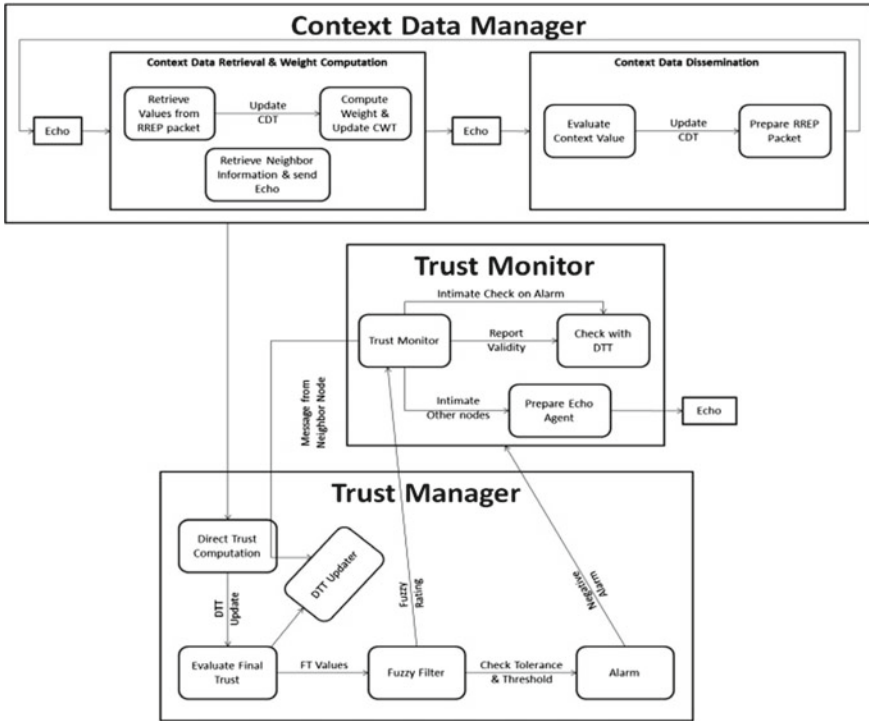 Context Data Manager
Context Data Retrieval & Weight Computation
Context Data Dissemination
Echo
Retrieve
Values from
RREP packet
Update
CDT
Compute
Weight &
Update CWT
Retrieve Neighbor
Information & send
Echo
Echo
Evaluate
Context Value
Update
CDT
Prepare RREP
Packet
Trust Monitor
Intimate Check on Alarm
Trust Monitor
Report
Validity
Check with
DTT
Message from
Neighbor Node
Intimate
Other nodes
Prepare Echo
Agent
Echo
Trust Manager
Direct Trust
Computation
DTT Updater
DTT
Update
Fuzzy
Rating
Negative
Alarm
Evaluate Final
Trust
FT Values
Fuzzy Filter
Check Tolerance
& Threshold
Alarm